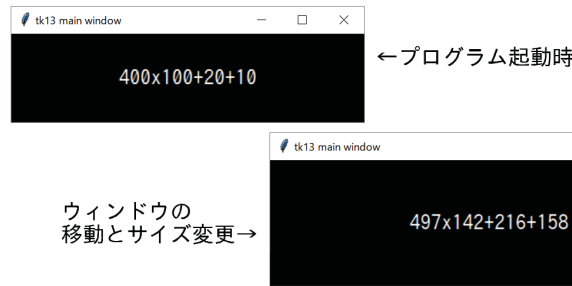 tk13 main window
400x100+20+10
←プログラム起動時
tk13 main window
497x142+216+158
ウィンドウの
移動とサイズ変更→